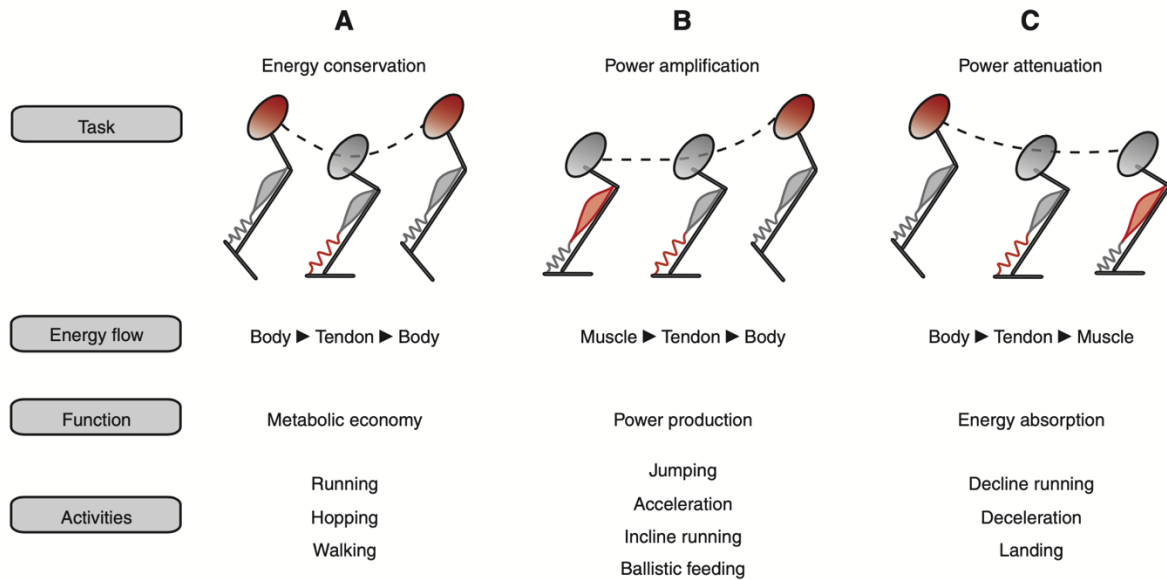 A B C
Energy conservation Power amplification Power attenuation
Task
Energy flow Body ► Tendon ► Body Muscle ► Tendon ► Body Body ► Tendon ► Muscle
Function Metabolic economy Power production Energy absorption
Activities
Running
Hopping
Walking
Jumping
Acceleration
Incline running
Ballistic feeding
Decline running
Deceleration
Landing